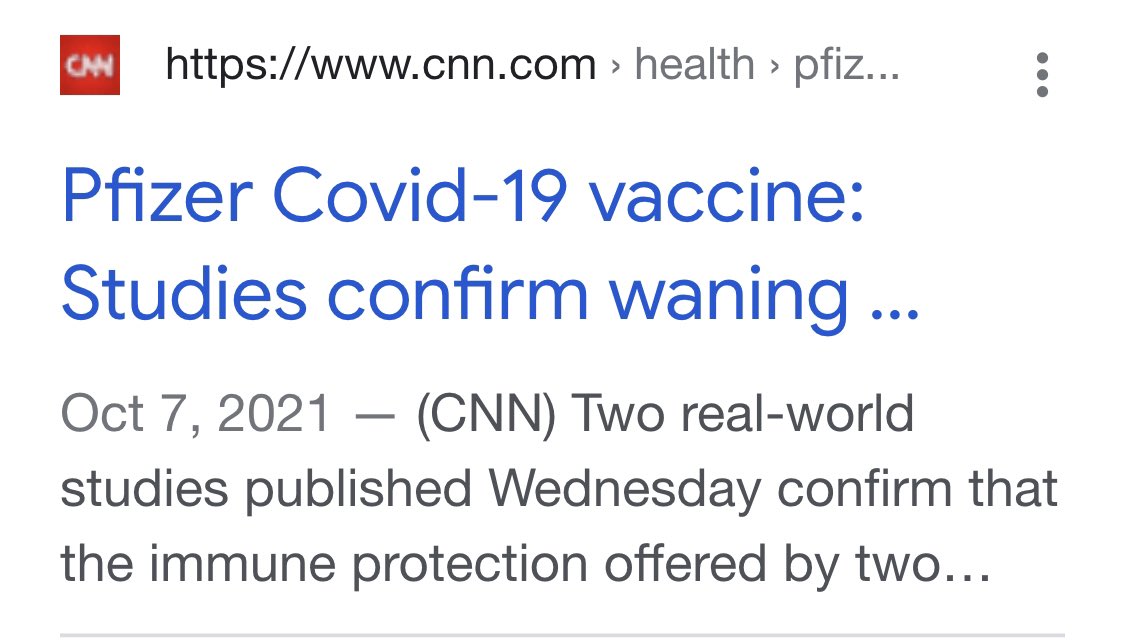 CNN
https://www.cnn.com › health › pfiz...
Pfizer Covid-19 vaccine:
Studies confirm waning ...
Oct 7, 2021 — (CNN) Two real-world
studies published Wednesday confirm that
the immune protection offered by two...